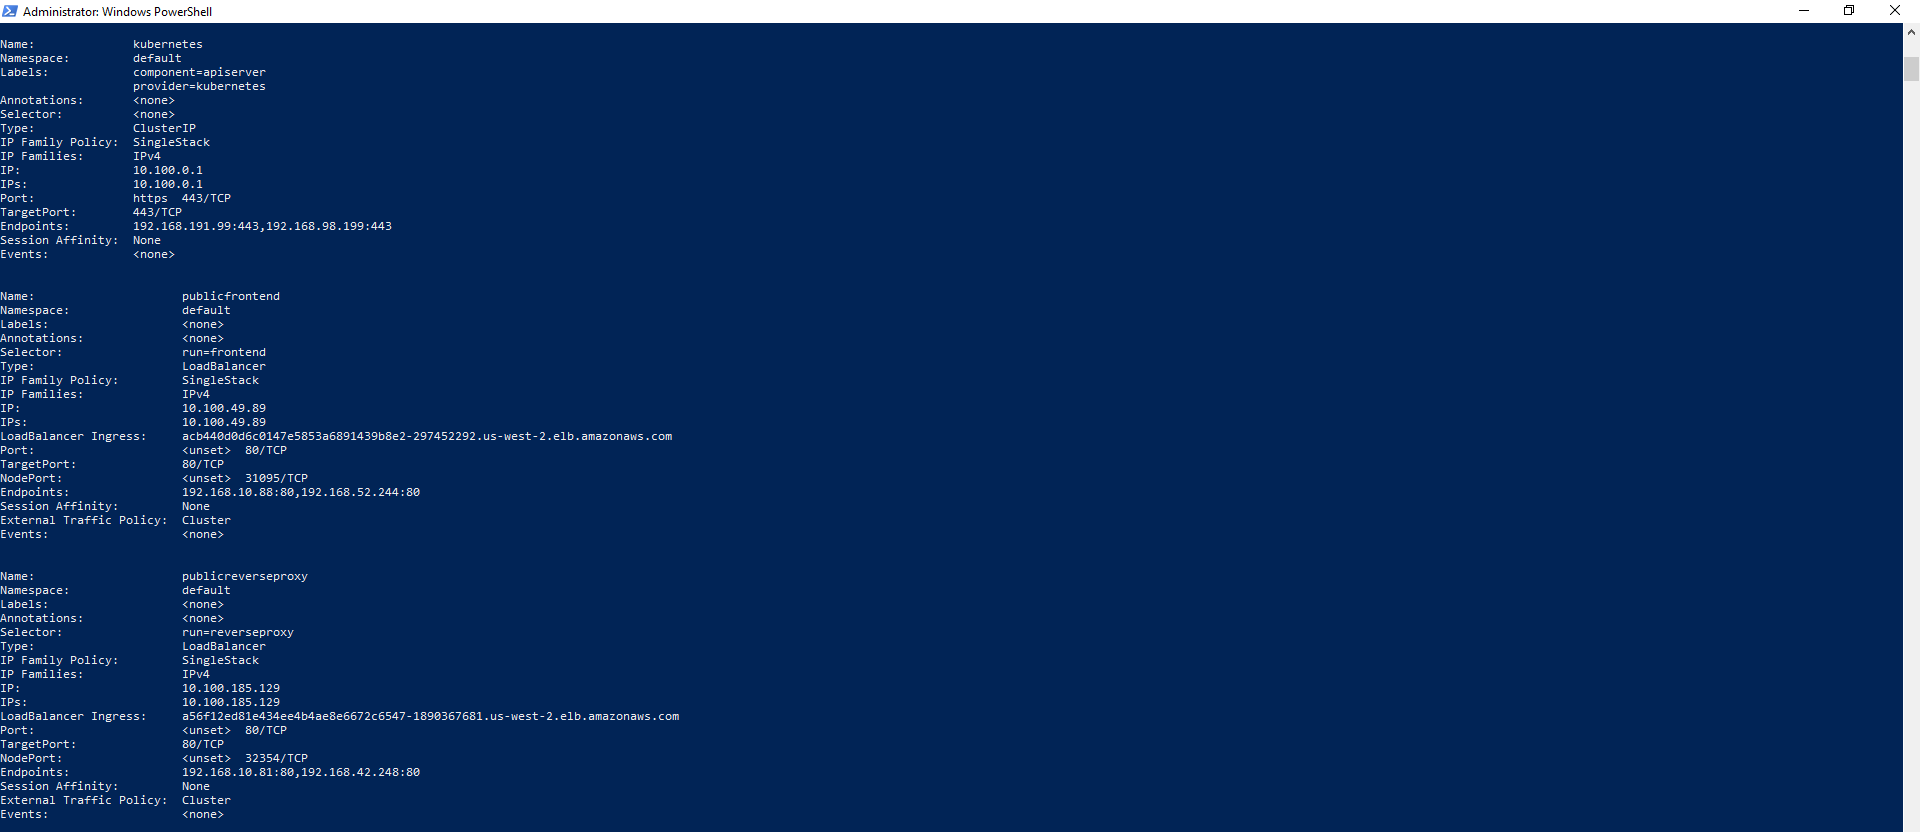 Administrator: Windows PowerShell
Name:              kubernetes
Namespace:         default
Labels:            component=apiserver
                   provider=kubernetes
Annotations:       <none>
Selector:          <none>
Type:              ClusterIP
IP Family Policy:  SingleStack
IP Families:       IPv4
IP:                10.100.0.1
IPs:               10.100.0.1
Port:              https  443/TCP
TargetPort:        443/TCP
Endpoints:         192.168.191.99:443,192.168.98.199:443
Session Affinity:  None
Events:            <none>
Name:                     publicfrontend
Namespace:                default
Labels:                   <none>
Annotations:              <none>
Selector:                 run=frontend
Type:                     LoadBalancer
IP Family Policy:         SingleStack
IP Families:              IPv4
IP:                       10.100.49.89
IPs:                      10.100.49.89
LoadBalancer Ingress:     acb440d0d6c0147e5853a6891439b8e2-297452292.us-west-2.elb.amazonaws.com
Port:                     <unset>  80/TCP
TargetPort:               80/TCP
NodePort:                 <unset>  31095/TCP
Endpoints:                192.168.10.88:80,192.168.52.244:80
Session Affinity:         None
External Traffic Policy:  Cluster
Events:                   <none>
Name:                     publicreverseproxy
Namespace:                default
Labels:                   <none>
Annotations:              <none>
Selector:                 run=reverseproxy
Type:                     LoadBalancer
IP Family Policy:         SingleStack
IP Families:              IPv4
IP:                       10.100.185.129
IPs:                      10.100.185.129
LoadBalancer Ingress:     a56f12ed81e434ee4b4ae8e6672c6547-1890367681.us-west-2.elb.amazonaws.com
Port:                     <unset>  80/TCP
TargetPort:               80/TCP
NodePort:                 <unset>  32354/TCP
Endpoints:                192.168.10.81:80,192.168.42.248:80
Session Affinity:         None
External Traffic Policy:  Cluster
Events:                   <none>